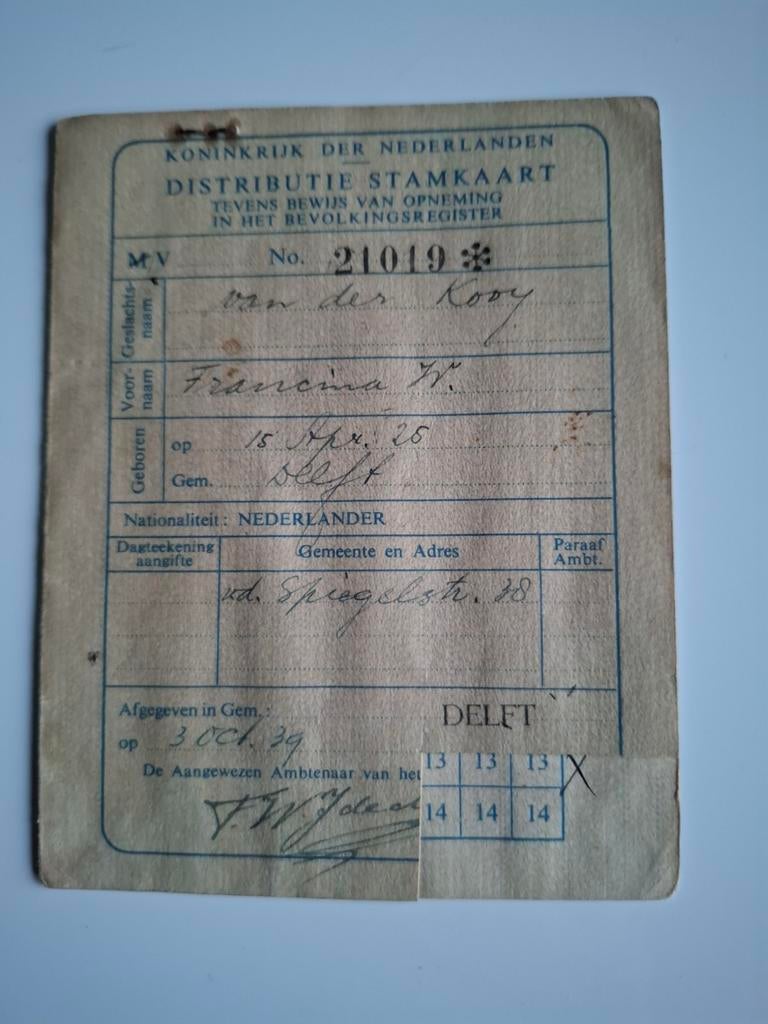 KONINKRIJK DER NEDERLANDEN
DISTRIBUTIE STAMKAART
TEVENS BEWIJS VAN OPNEMING
IN HET BEVOLKINGSREGISTER
M V No. 21019 *
Geslachtsnaam van der Kooy
Voornaam Francina W.
Geboren op 15 Apr. 25
Gem. Delft
Nationaliteit: NEDERLANDER
Dagteekening aangifte Gemeente en Adres Paraaf Ambt.
vd. Spiegelstr. 38
Afgegeven in Gem.: DELFT
op 3 Oct. 39
De Aangewezen Ambtenaar van het
13 13 13 X
14 14 14